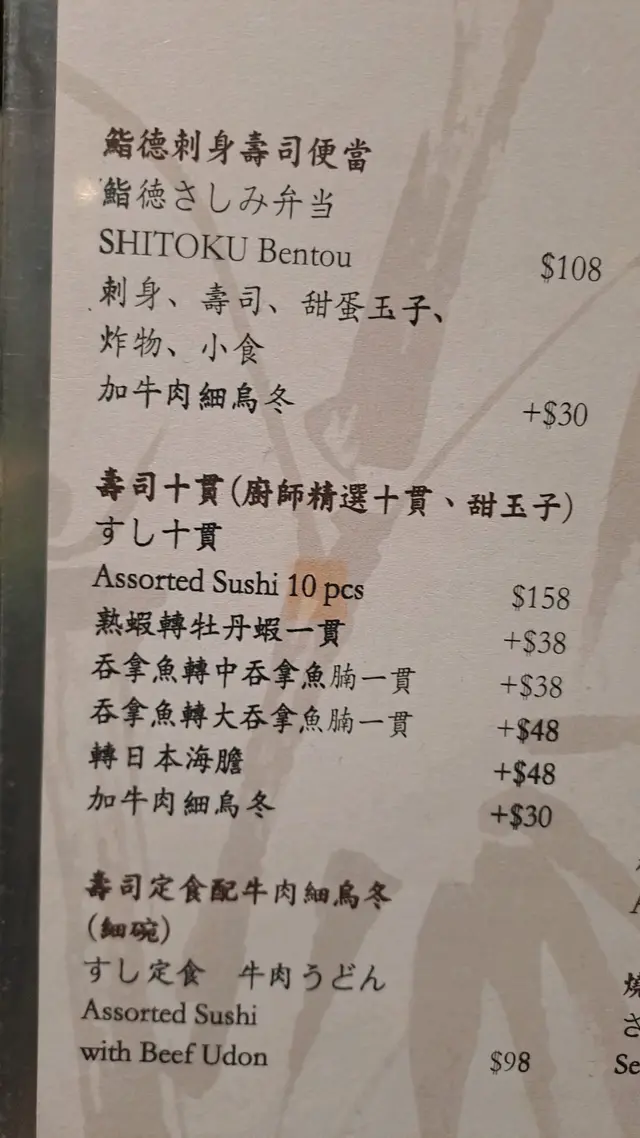 鮨德刺身壽司便當
鮨徳さしみ弁当
SHITOKU Bentou $108
刺身、壽司、甜蛋玉子、
炸物、小食
加牛肉細烏冬 +$30
壽司十貫(廚師精選十貫、甜玉子)
すし十貫
Assorted Sushi 10 pcs $158
熟蝦轉牡丹蝦一貫 +$38
吞拿魚轉中吞拿魚腩一貫 +$38
吞拿魚轉大吞拿魚腩一貫 +$48
轉日本海膽 +$48
加牛肉細烏冬 +$30
壽司定食配牛肉細烏冬
(細碗)
すし定食 牛肉うどん
Assorted Sushi
with Beef Udon $98
燒
さ
Se